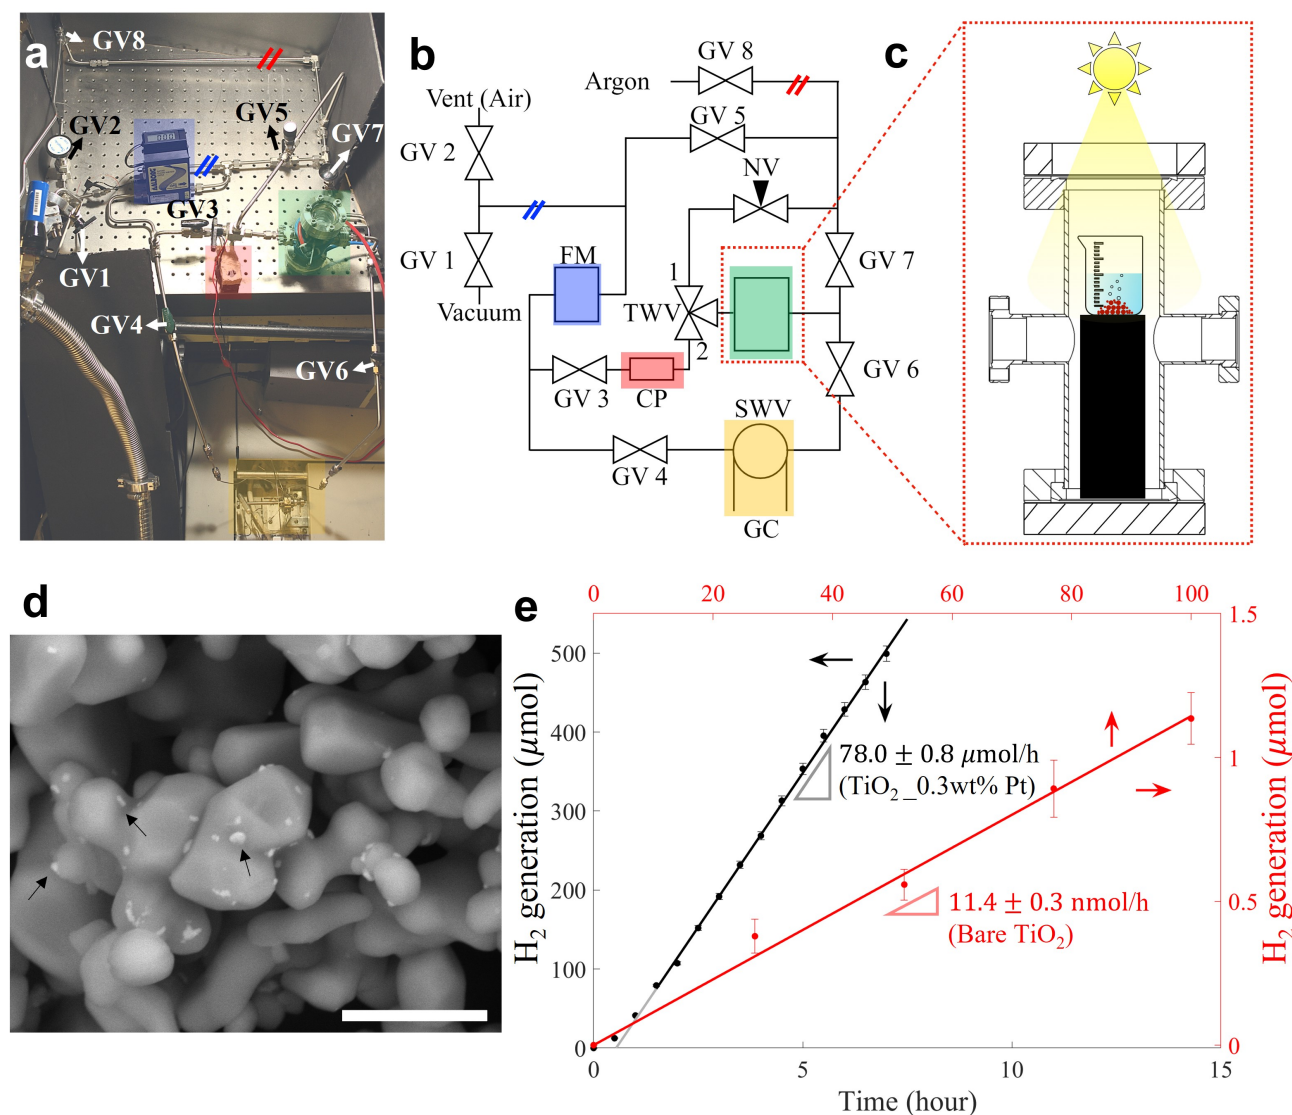 a
GV8
GV2
GV5
GV7
GV3
GV1
GV4
GV6
b
GV 8
Argon
Vent (Air)
GV 5
GV 2
NV
GV 1
FM
GV 7
1
TWV
Vacuum
2
GV 3
CP
GV 6
SWV
GV 4
GC
c
d
e
0
20
40
60
80
100
1.5
500
400
300
200
100
0
H₂ generation (μmol)
78.0 ± 0.8 μmol/h
(TiO₂_0.3wt% Pt)
11.4 ± 0.3 nmol/h
(Bare TiO₂)
1
0.5
0
H₂ generation (μmol)
0
5
10
15
Time (hour)